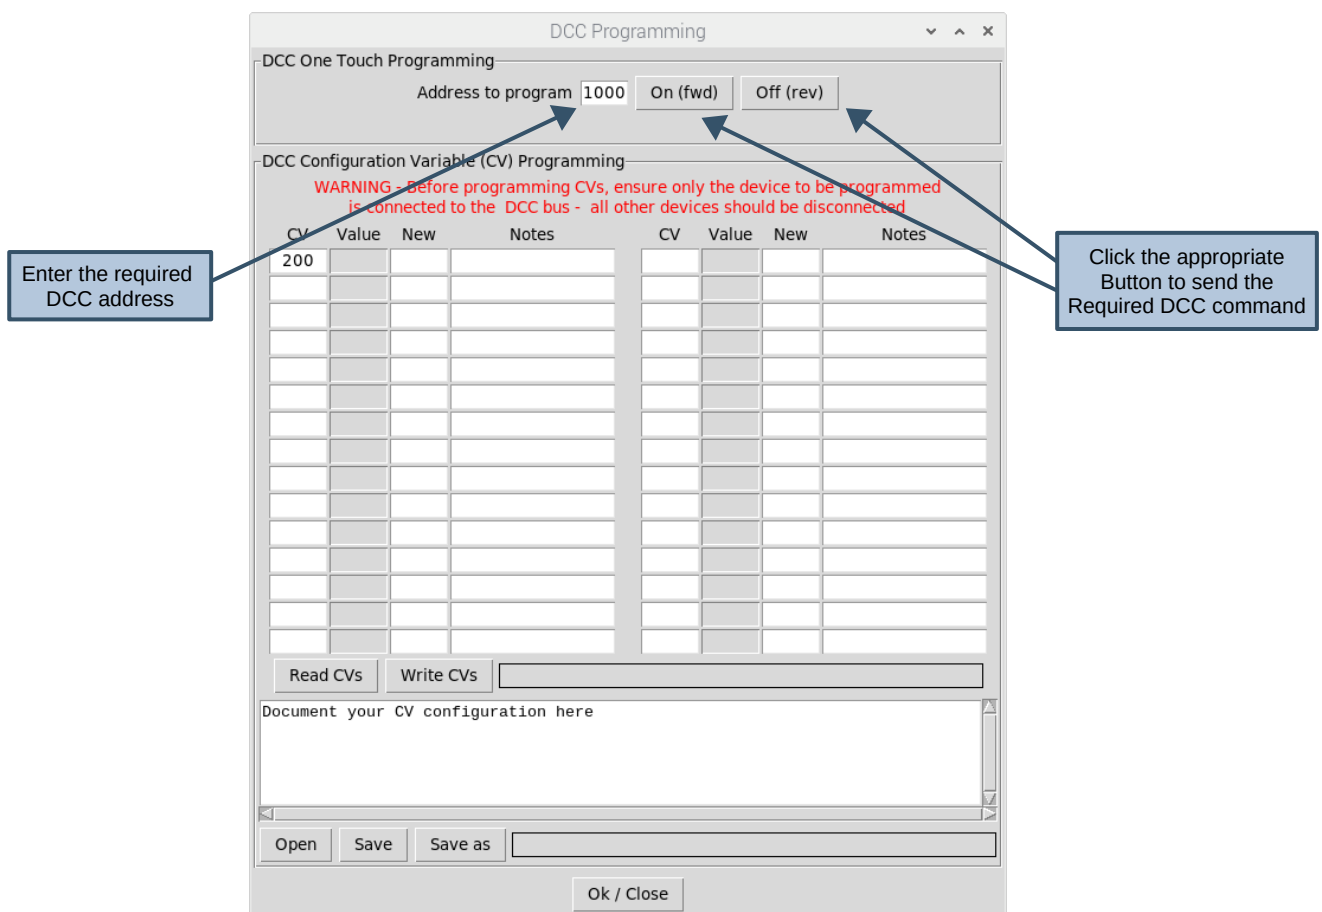 DCC Programming
DCC One Touch Programming
Address to program 1000 On (fwd) Off (rev)
DCC Configuration Variable (CV) Programming
WARNING - Before programming CVs, ensure only the device to be programmed
is connected to the DCC bus - all other devices should be disconnected
CV Value New Notes CV Value New Notes
200
Enter the required
DCC address
Click the appropriate
Button to send the
Required DCC command
Read CVs Write CVs
Document your CV configuration here
Open Save Save as
Ok / Close